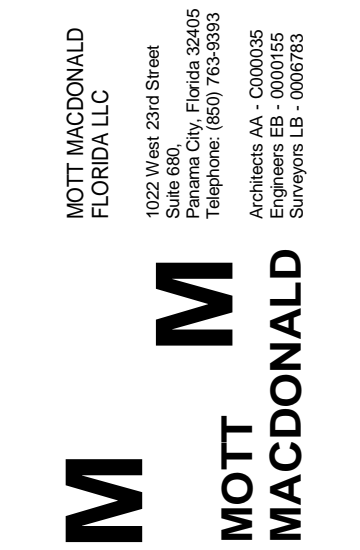 M
M
MOTT
MACDONALD
MOTT MACDONALD
FLORIDA LLC
1022 West 23rd Street
Suite 680,
Panama City, Florida 32405
Telephone: (850) 763-9393
Architects AA - C000035
Engineers EB - 0000155
Surveyors LB - 0006783